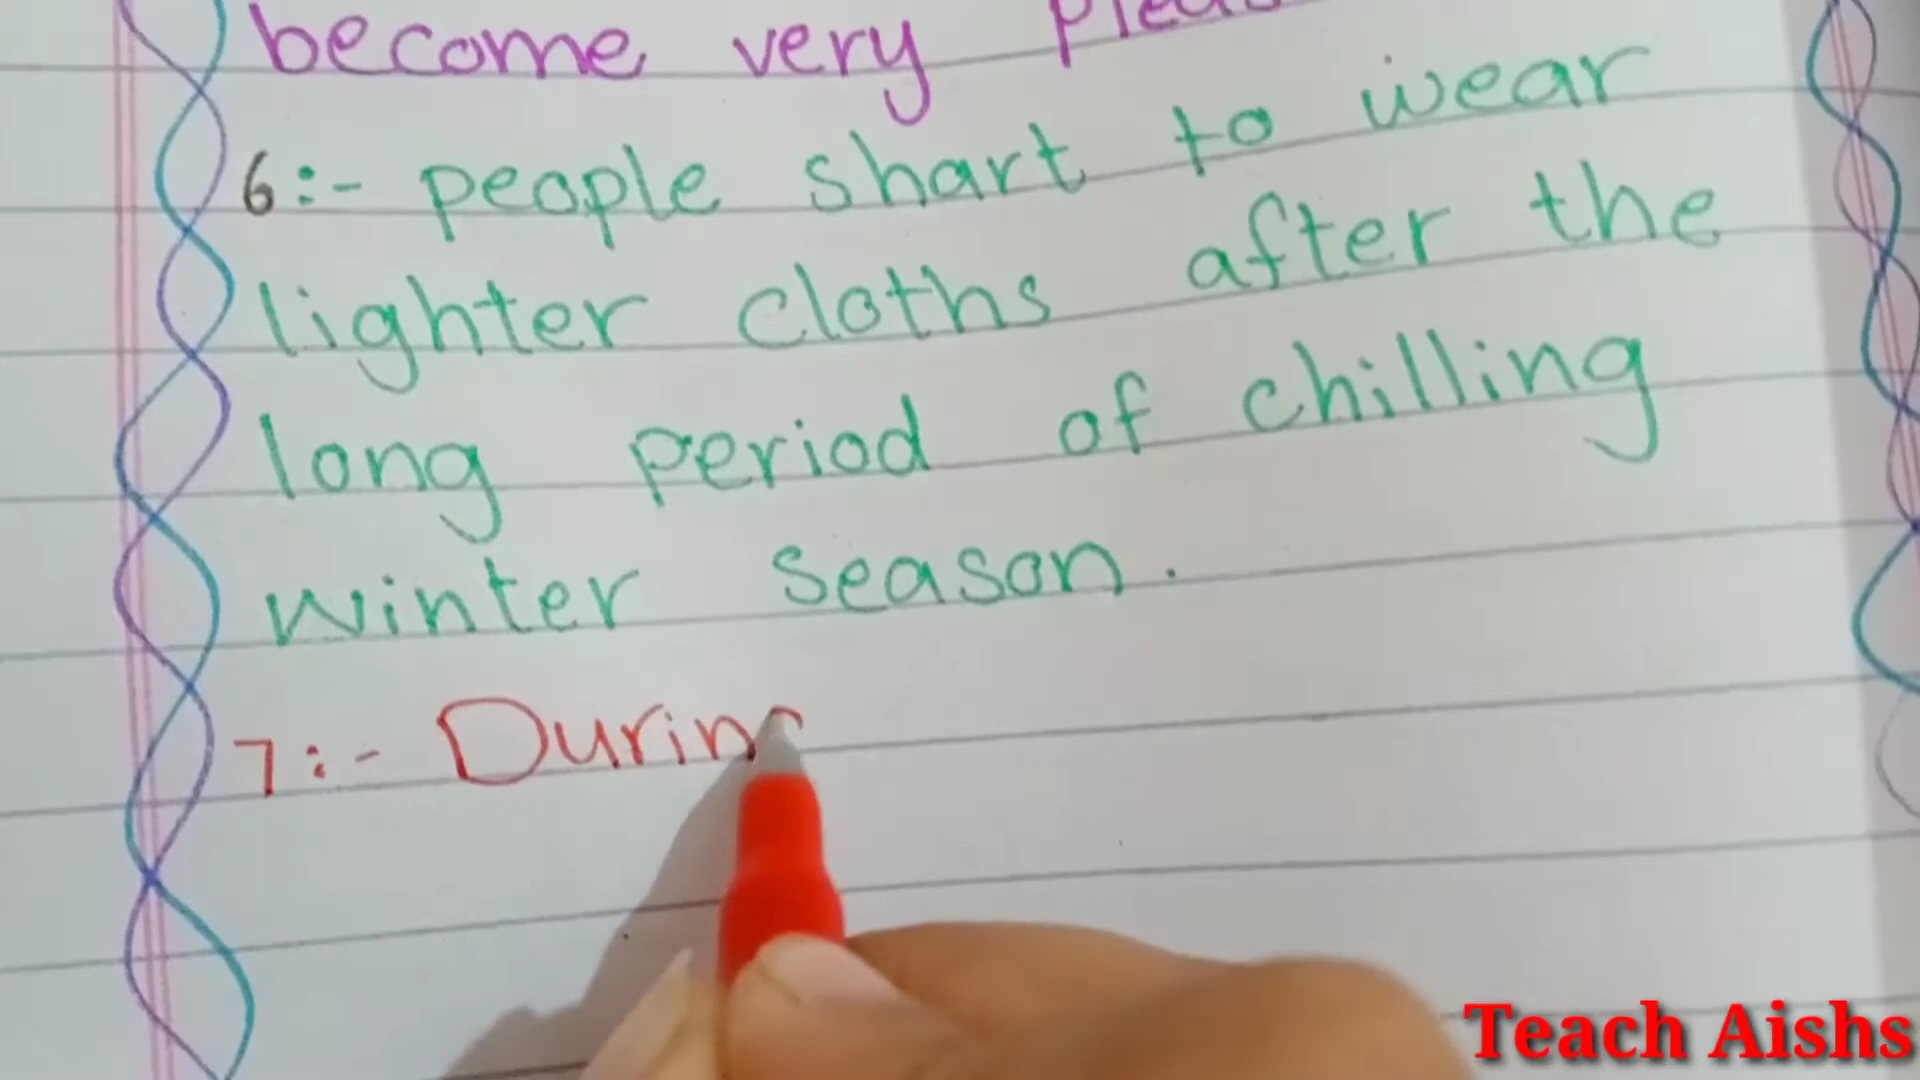 become very
6:- people shart to wear
lighter cloths after the
long period of chilling
winter season.
7:- Durin
Teach Aishs